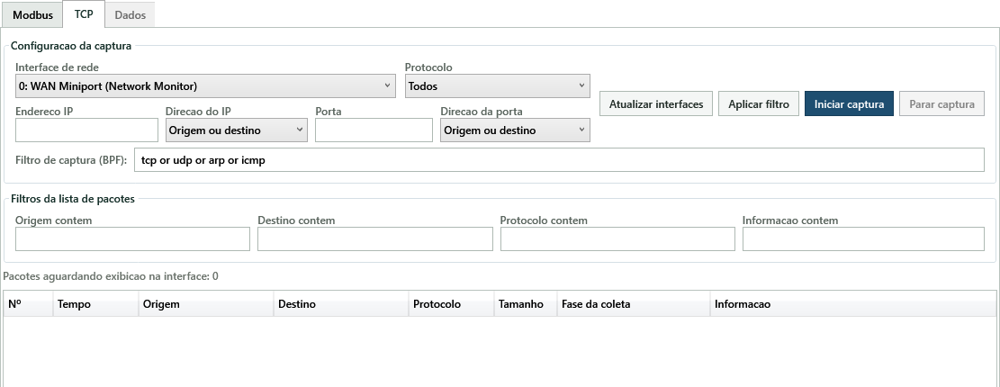 Modbus TCP Dados
Configuracao da captura
Interface de rede Protocolo
0: WAN Miniport (Network Monitor) Todos
Atualizar interfaces Aplicar filtro Iniciar captura Parar captura
Endereco IP Direcao do IP Porta Direcao da porta
Origem ou destino Origem ou destino
Filtro de captura (BPF): tcp or udp or arp or icmp
Filtros da lista de pacotes
Origem contem Destino contem Protocolo contem Informacao contem
Pacotes aguardando exibicao na interface: 0
Nº Tempo Origem Destino Protocolo Tamanho Fase da coleta Informacao